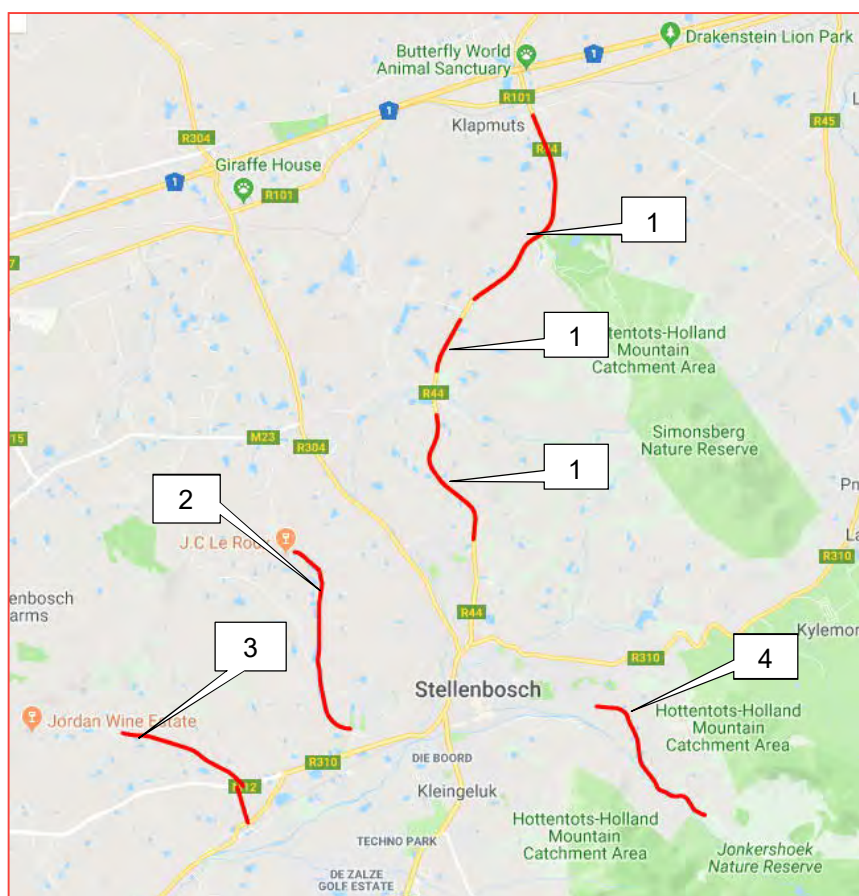 Drakenstein Lion Park
Butterfly World
Animal Sanctuary
1
1
R101
Klapmuts
R45
R304
Giraffe House
1
R101
1
1
Mountain
Catchment Area
R44
Simonsberg
Nature Reserve
M23
R304
1
2
J.C Le Roux
R310
enbosch
arms
R44
Kylemor
3
4
R310
Stellenbosch
Jordan Wine Estate
Hottentots-Holland
Mountain
Catchment Area
R310
DIE BOORD
Kleingeluk
Hottentots-Holland
Mountain
Catchment Area
TECHNO PARK
Jonkershoek
Nature Reserve
DE ZALZE
GOLF ESTATE